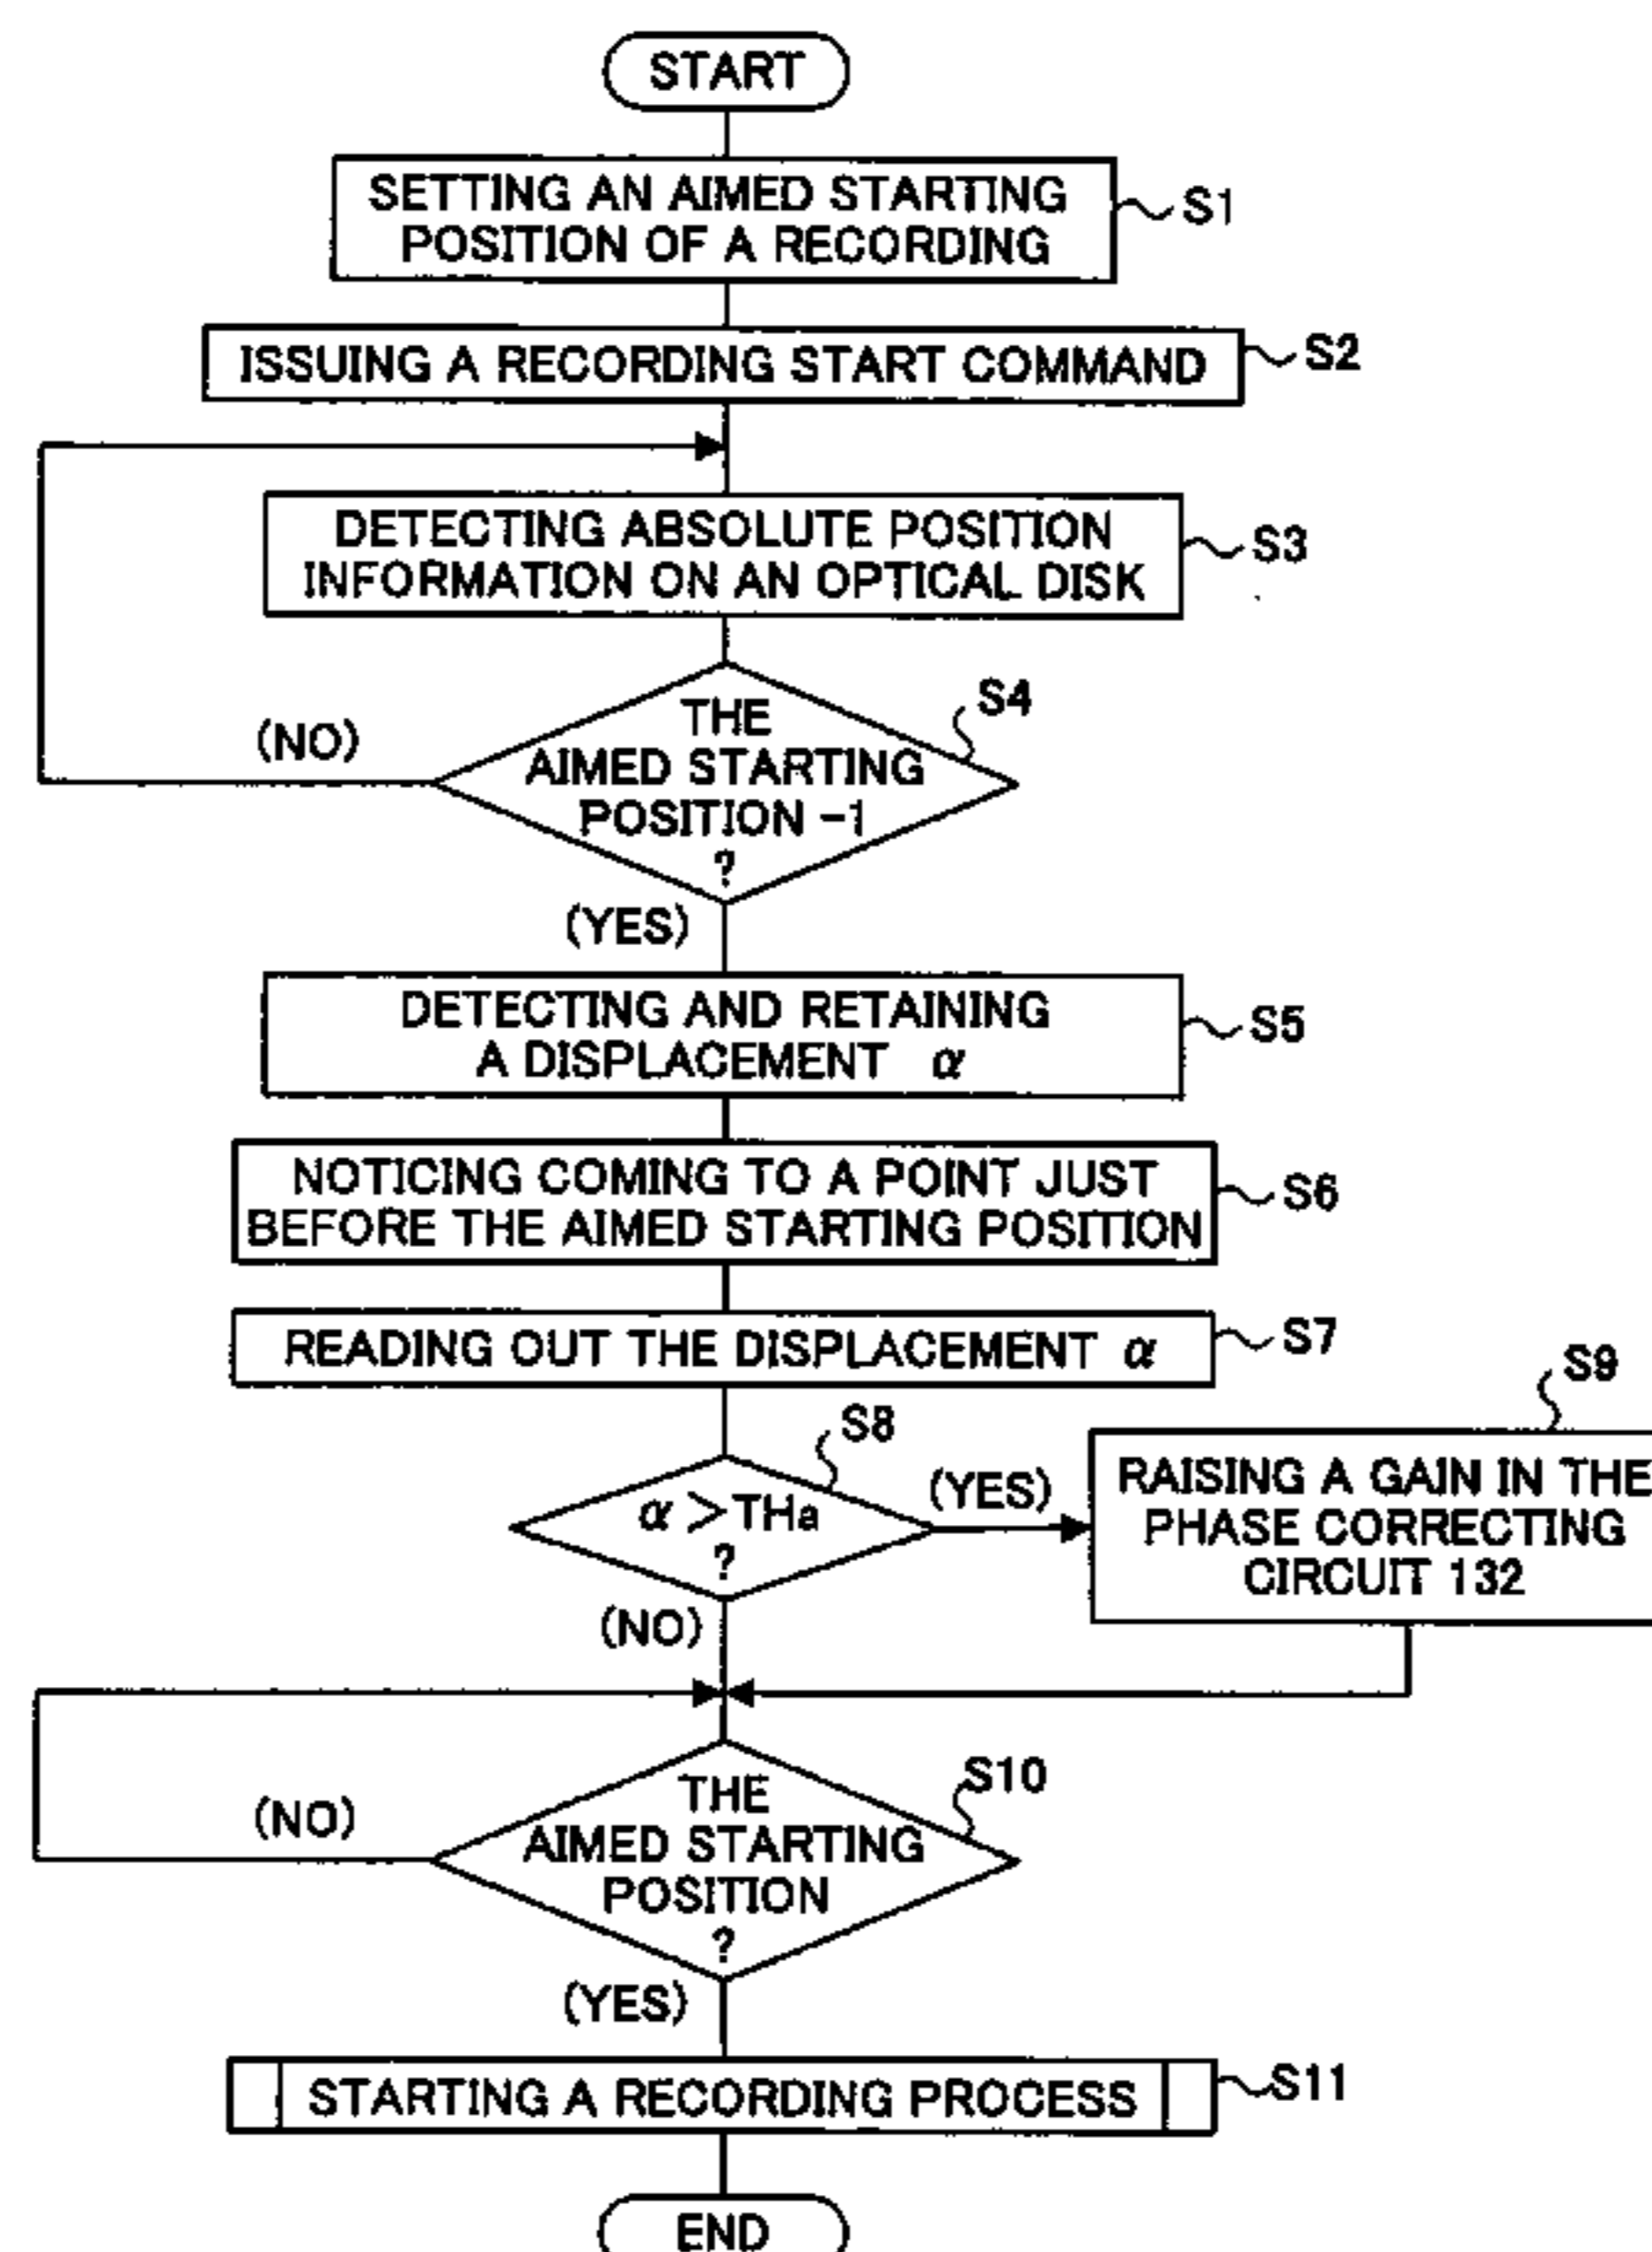 START
SETTING AN AIMED STARTING
POSITION OF A RECORDING
S1
ISSUING A RECORDING START COMMAND
S2
DETECTING ABSOLUTE POSITION
INFORMATION ON AN OPTICAL DISK
S3
THE
AIMED STARTING
POSITION -1
?
S4
(NO)
(YES)
DETECTING AND RETAINING
A DISPLACEMENT α
S5
NOTICING COMING TO A POINT JUST
BEFORE THE AIMED STARTING POSITION
S6
READING OUT THE DISPLACEMENT α
S7
α >THa
?
S8
(YES)
RAISING A GAIN IN THE
PHASE CORRECTING
CIRCUIT 132
S9
(NO)
THE
AIMED STARTING
POSITION
?
S10
(NO)
(YES)
STARTING A RECORDING PROCESS
S11
END